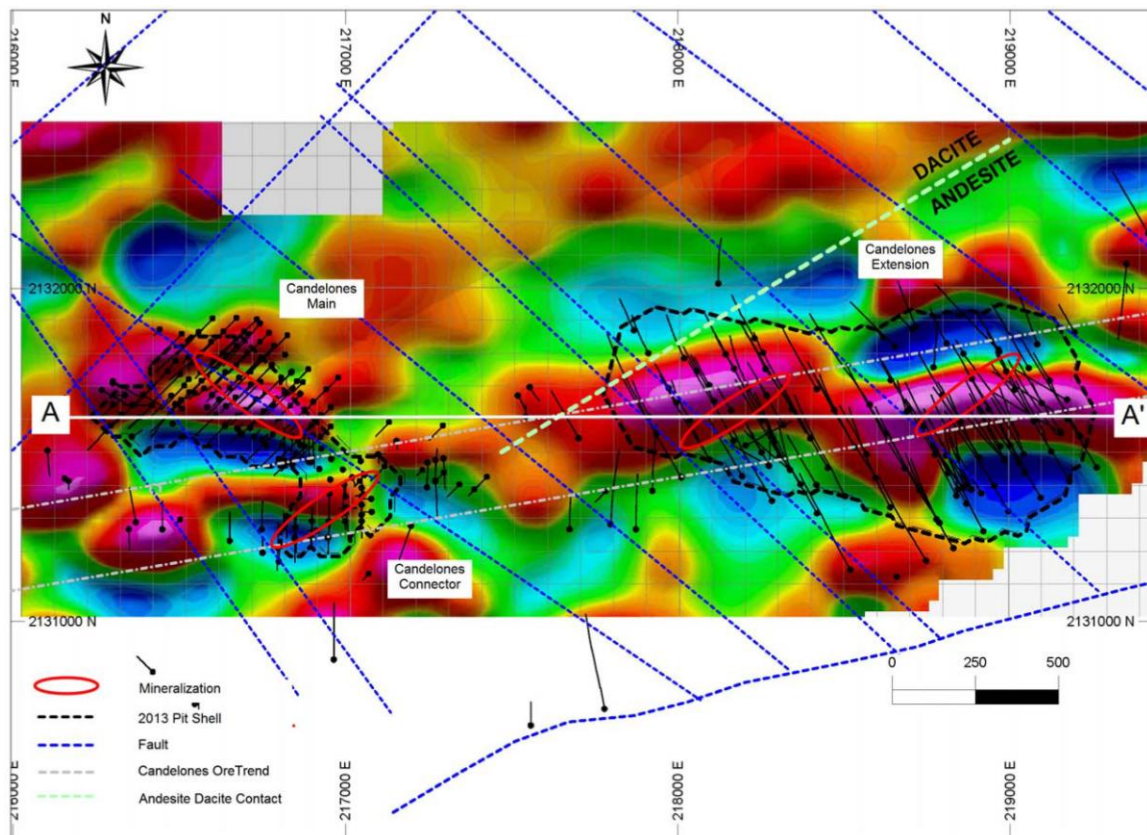 N
216000 E
217000 E
218000 E
219000 E
DACITE
ANDESITE
Candelones
Extension
2132000 N
2132000 N
Candelones
Main
A
A'
Candelones
Connector
2131000 N
2131000 N
0 250 500
Mineralization
2013 Pit Shell
Fault
Candelones OreTrend
Andesite Dacite Contact
216000 E
217000 E
218000 E
219000 E